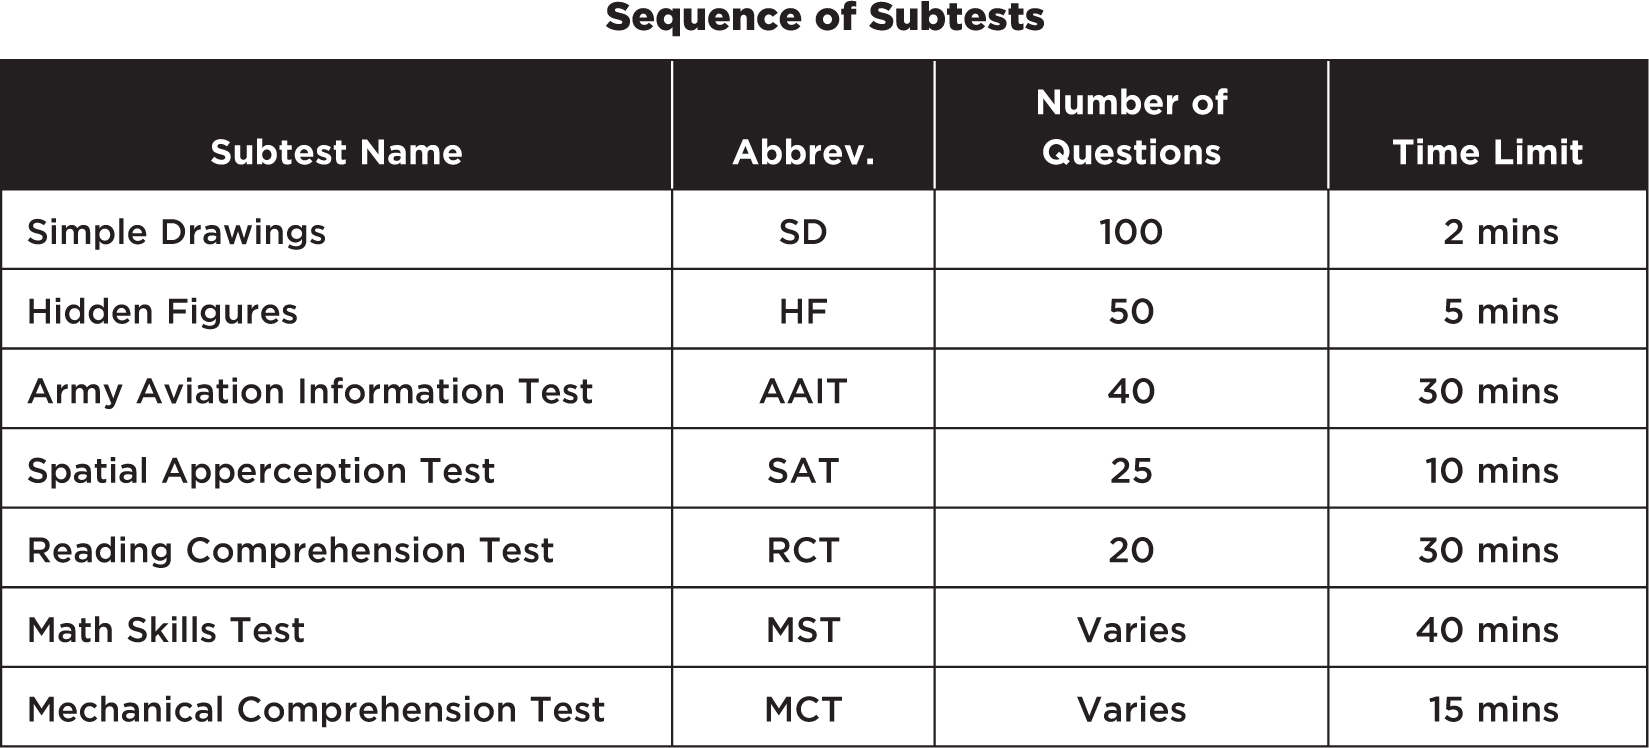 Sequence of Subtests
Number of
Subtest Name Abbrev. Questions Time Limit
Simple Drawings SD 100 2 mins
Hidden Figures HF 50 5 mins
Army Aviation Information Test AAIT 40 30 mins
Spatial Apperception Test SAT 25 10 mins
Reading Comprehension Test RCT 20 30 mins
Math Skills Test MST Varies 40 mins
Mechanical Comprehension Test MCT Varies 15 mins